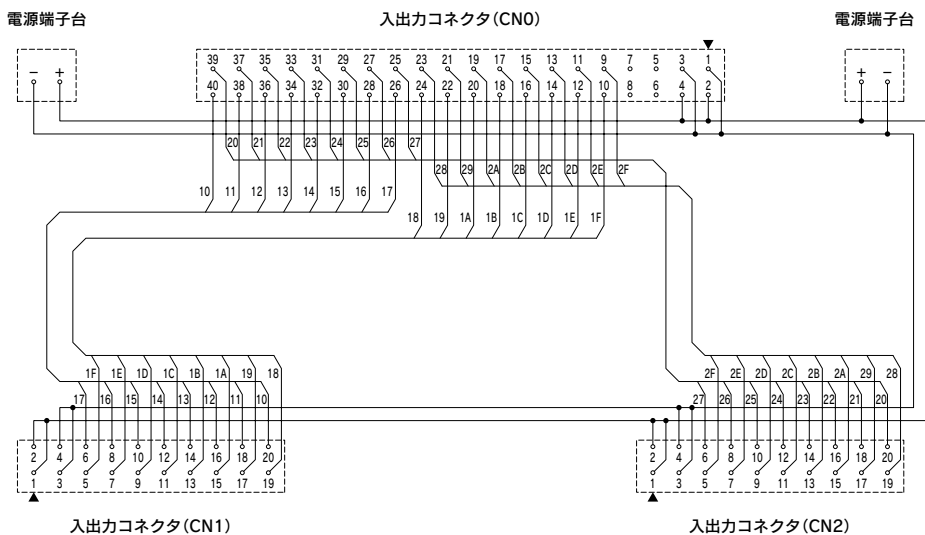 電源端子台
入出力コネクタ(CN0)
電源端子台
− +
39 37 35 33 31 29 27 25 23 21 19 17 15 13 11 9 7 5 3 1
40 38 36 34 32 30 28 26 24 22 20 18 16 14 12 10 8 6 4 2
+ −
20 21 22 23 24 25 26 27
28 29 2A 2B 2C 2D 2E 2F
10 11 12 13 14 15 16 17
18 19 1A 1B 1C 1D 1E 1F
1F 1E 1D 1C 1B 1A 19 18
17 16 15 14 13 12 11 10
2F 2E 2D 2C 2B 2A 29 28
27 26 25 24 23 22 21 20
2 4 6 8 10 12 14 16 18 20
1 3 5 7 9 11 13 15 17 19
2 4 6 8 10 12 14 16 18 20
1 3 5 7 9 11 13 15 17 19
入出力コネクタ(CN1)
入出力コネクタ(CN2)